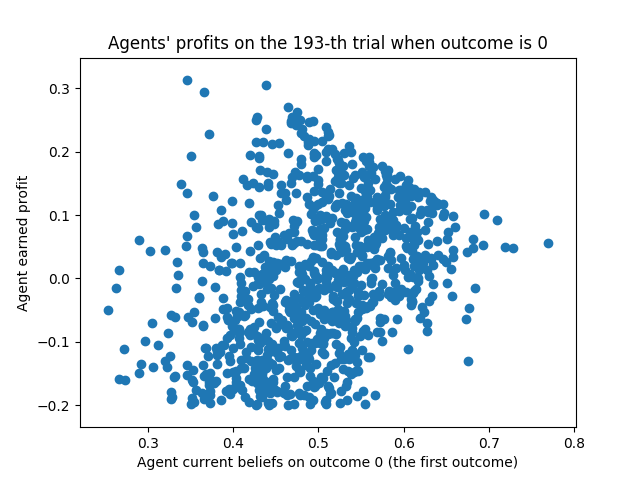 Agents' profits on the 193-th trial when outcome is 0
Agent earned profit
0.3
0.2
0.1
0.0
−0.1
−0.2
0.3 0.4 0.5 0.6 0.7 0.8
Agent current beliefs on outcome 0 (the first outcome)